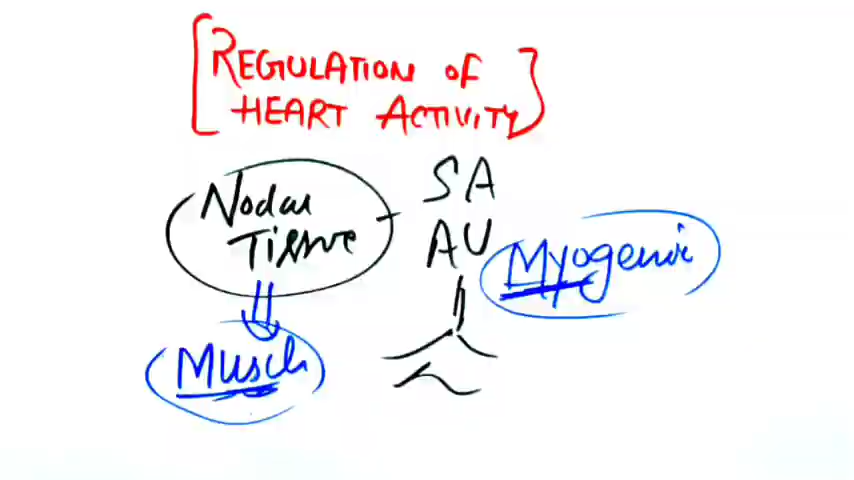 [REGULATION OF
HEART ACTIVITY]
Nodal
Tissue -
SA
AV
Myogenic
Muscle